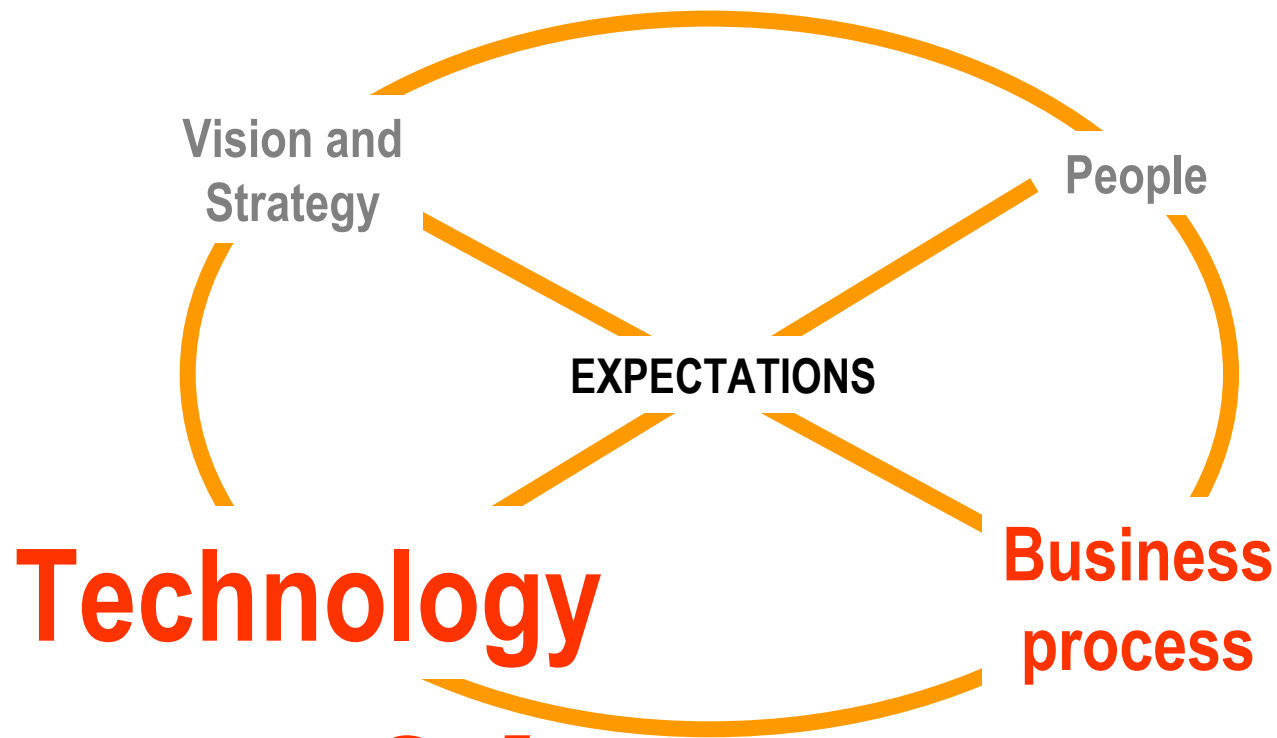 Vision and
Strategy
People
EXPECTATIONS
Technology
Business
process